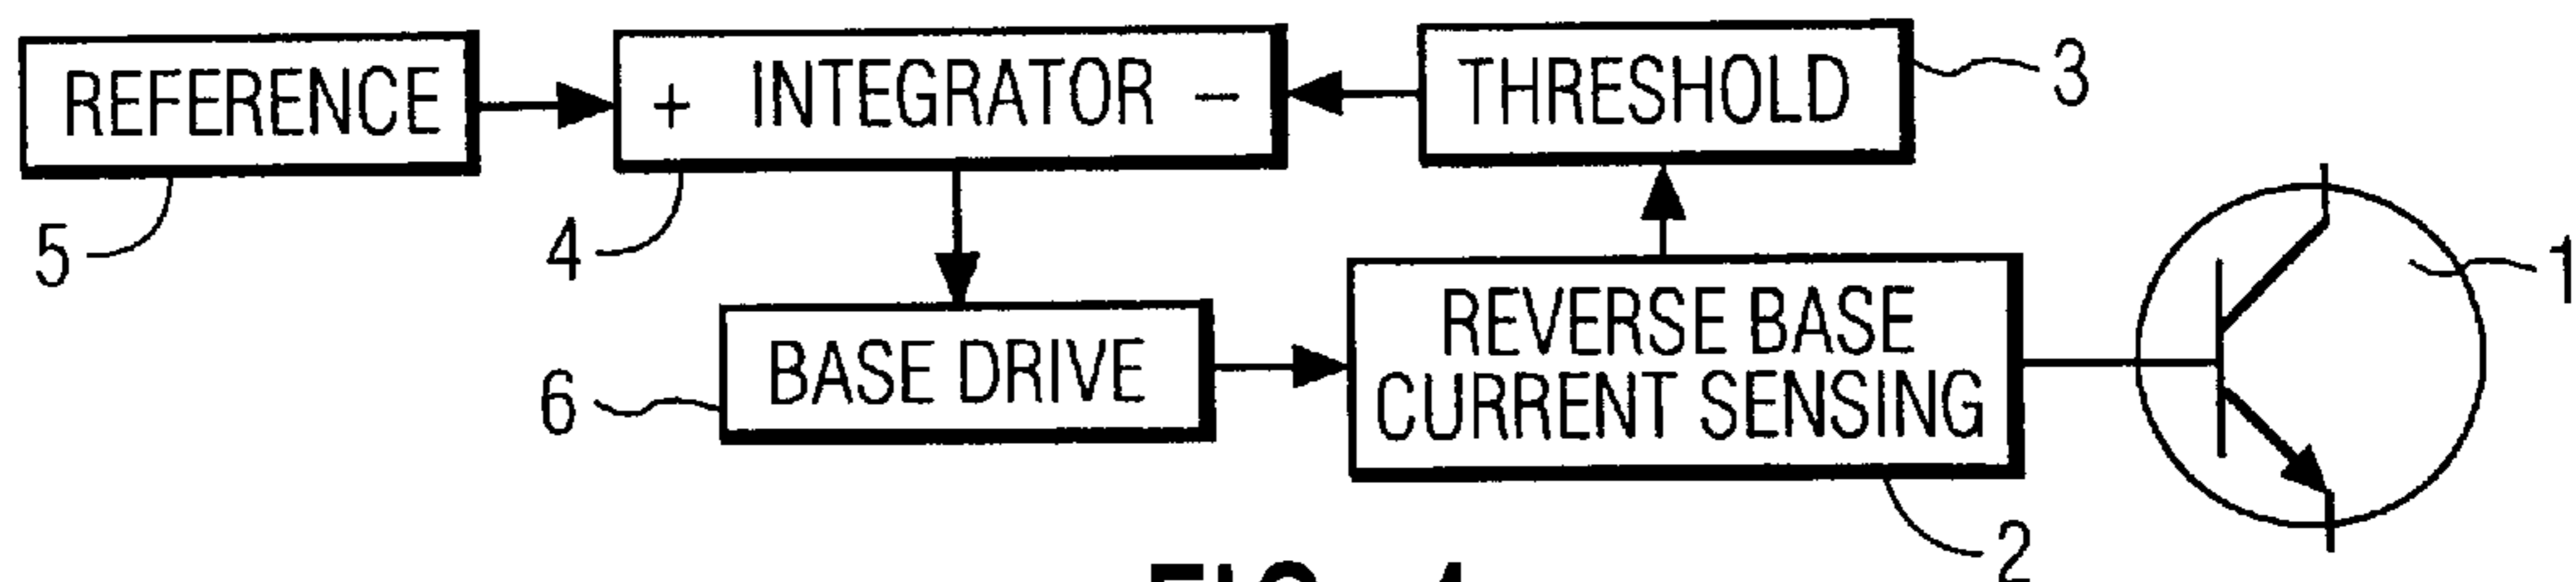 REFERENCE
+ INTEGRATOR −
THRESHOLD
3
5
4
1
BASE DRIVE
REVERSE BASE
CURRENT SENSING
6
2